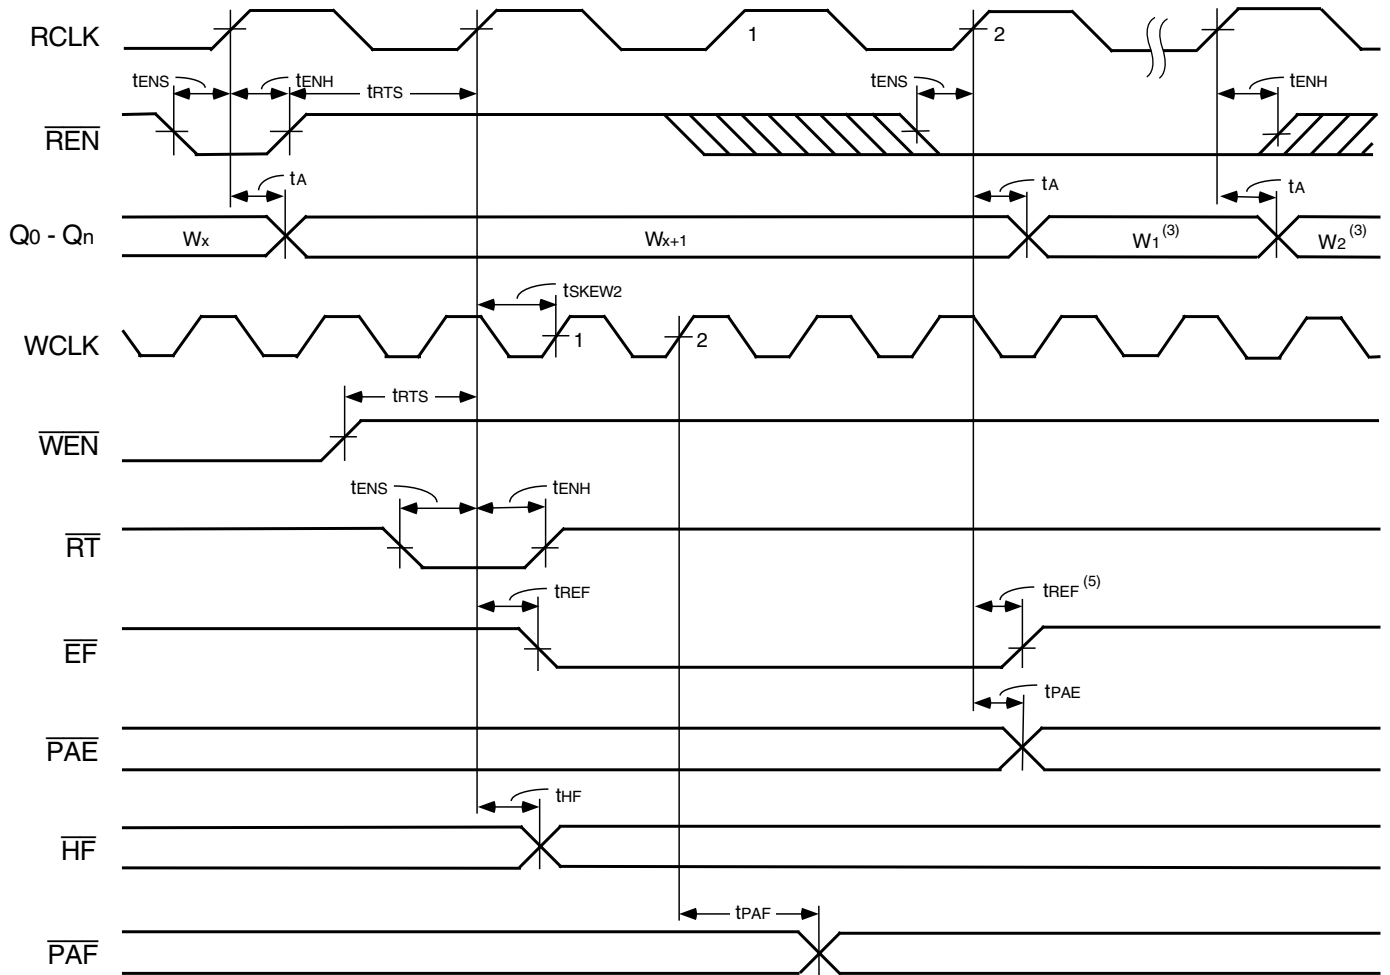 RCLK 1 2
tENS tENH tRTS tENS tENH
REN
tA tA tA
Q0 - Qn Wx Wx+1 W1(3) W2(3)
tSKEW2
WCLK 1 2
tRTS
WEN
tENS tENH
RT
tREF tREF(5)
EF
tPAE
PAE
tHF
HF
tPAF
PAF